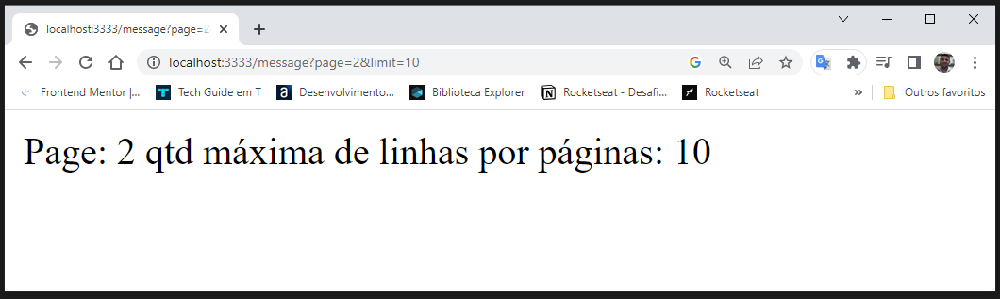 localhost:3333/message?page=2
localhost:3333/message?page=2&limit=10
Frontend Mentor |... Tech Guide em T Desenvolvimento... Biblioteca Explorer Rocketseat - Desafi... Rocketseat » Outros favoritos
Page: 2 qtd máxima de linhas por páginas: 10